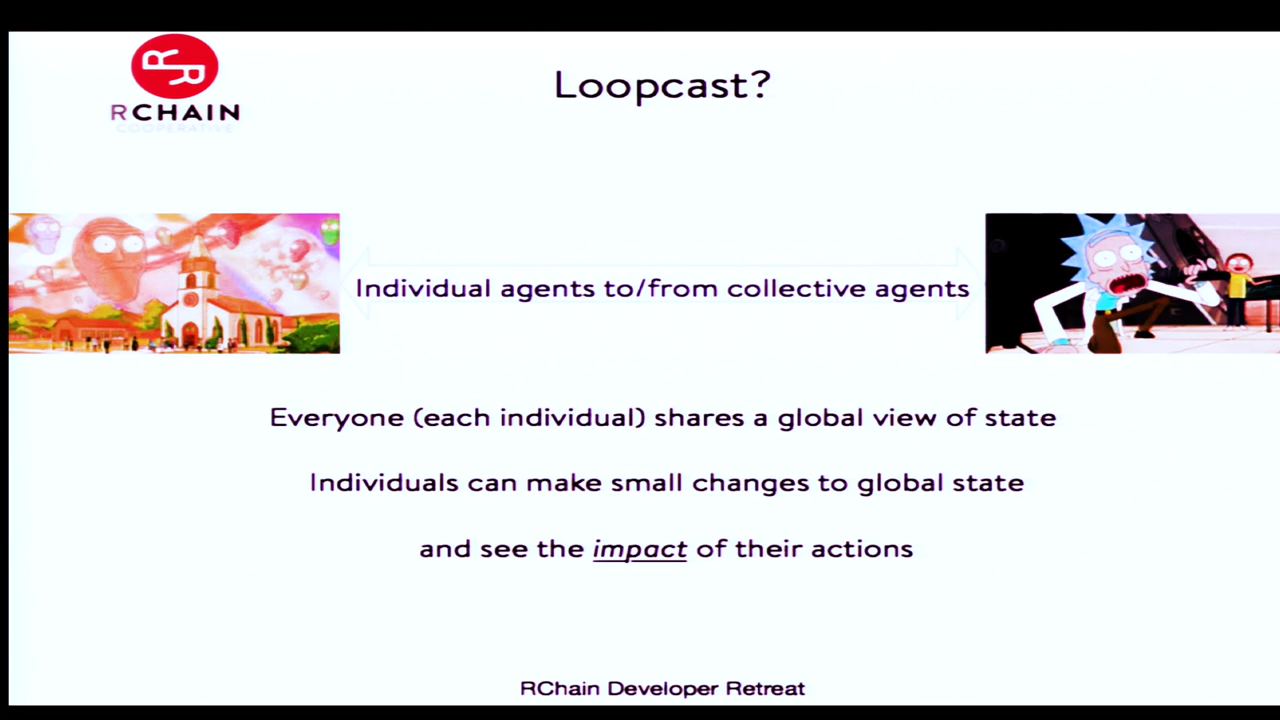 RCHAIN
COOPERATIVE
Loopcast?
Individual agents to/from collective agents
Everyone (each individual) shares a global view of state
Individuals can make small changes to global state
and see the impact of their actions
RChain Developer Retreat